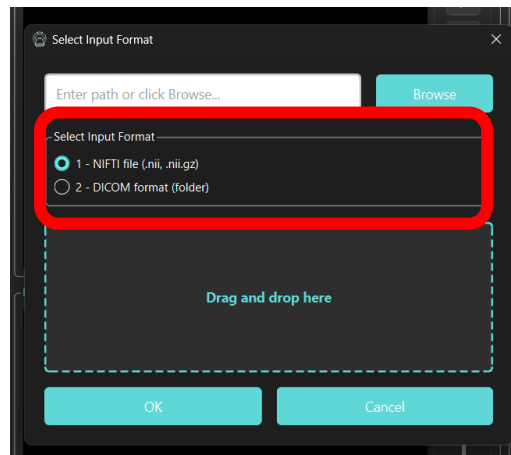 Select Input Format
Enter path or click Browse...
Browse
Select Input Format
1 - NIFTI file (.nii, .nii.gz)
2 - DICOM format (folder)
Drag and drop here
OK
Cancel